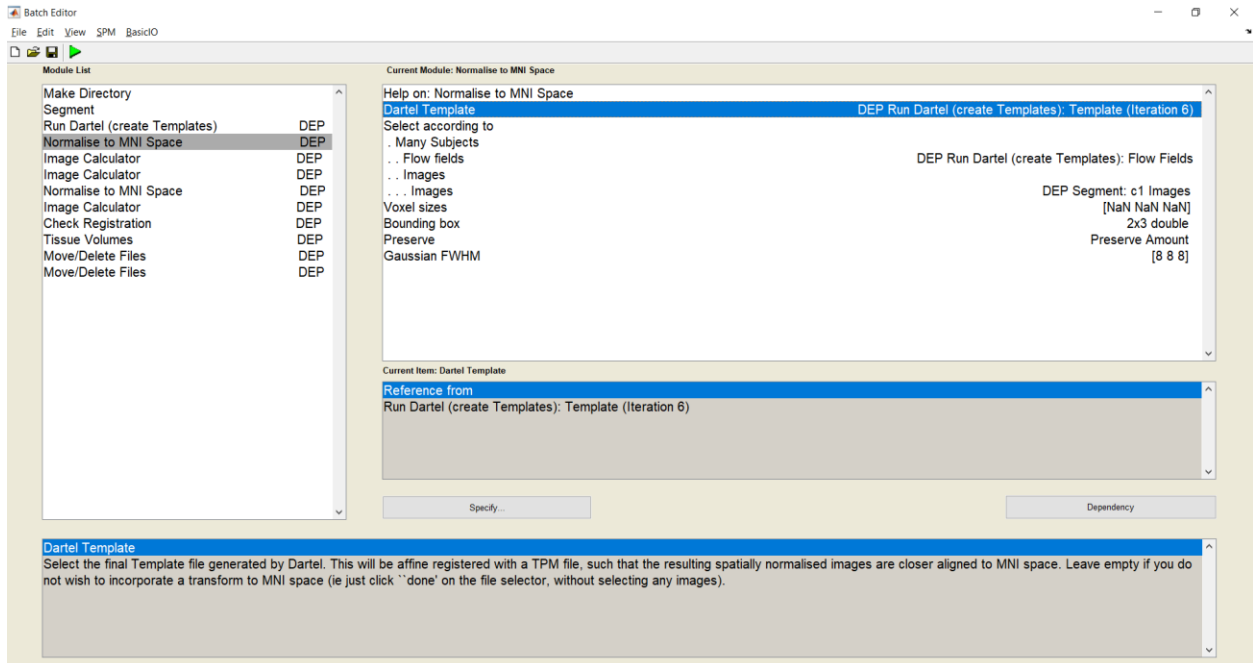 Batch Editor
File Edit View SPM BasicIO
Module List
Make Directory
Segment
Run Dartel (create Templates) DEP
Normalise to MNI Space DEP
Image Calculator DEP
Image Calculator DEP
Normalise to MNI Space DEP
Image Calculator DEP
Check Registration DEP
Tissue Volumes DEP
Move/Delete Files DEP
Move/Delete Files DEP
Current Module: Normalise to MNI Space
Help on: Normalise to MNI Space
Dartel Template DEP Run Dartel (create Templates): Template (Iteration 6)
Select according to
. Many Subjects
. . Flow fields DEP Run Dartel (create Templates): Flow Fields
. . Images
. . . Images DEP Segment: c1 Images
Voxel sizes [NaN NaN NaN]
Bounding box 2x3 double
Preserve Preserve Amount
Gaussian FWHM [8 8 8]
Current Item: Dartel Template
Reference from
Run Dartel (create Templates): Template (Iteration 6)
Specify...
Dependency
Dartel Template
Select the final Template file generated by Dartel. This will be affine registered with a TPM file, such that the resulting spatially normalised images are closer aligned to MNI space. Leave empty if you do
not wish to incorporate a transform to MNI space (ie just click ``done' on the file selector, without selecting any images).